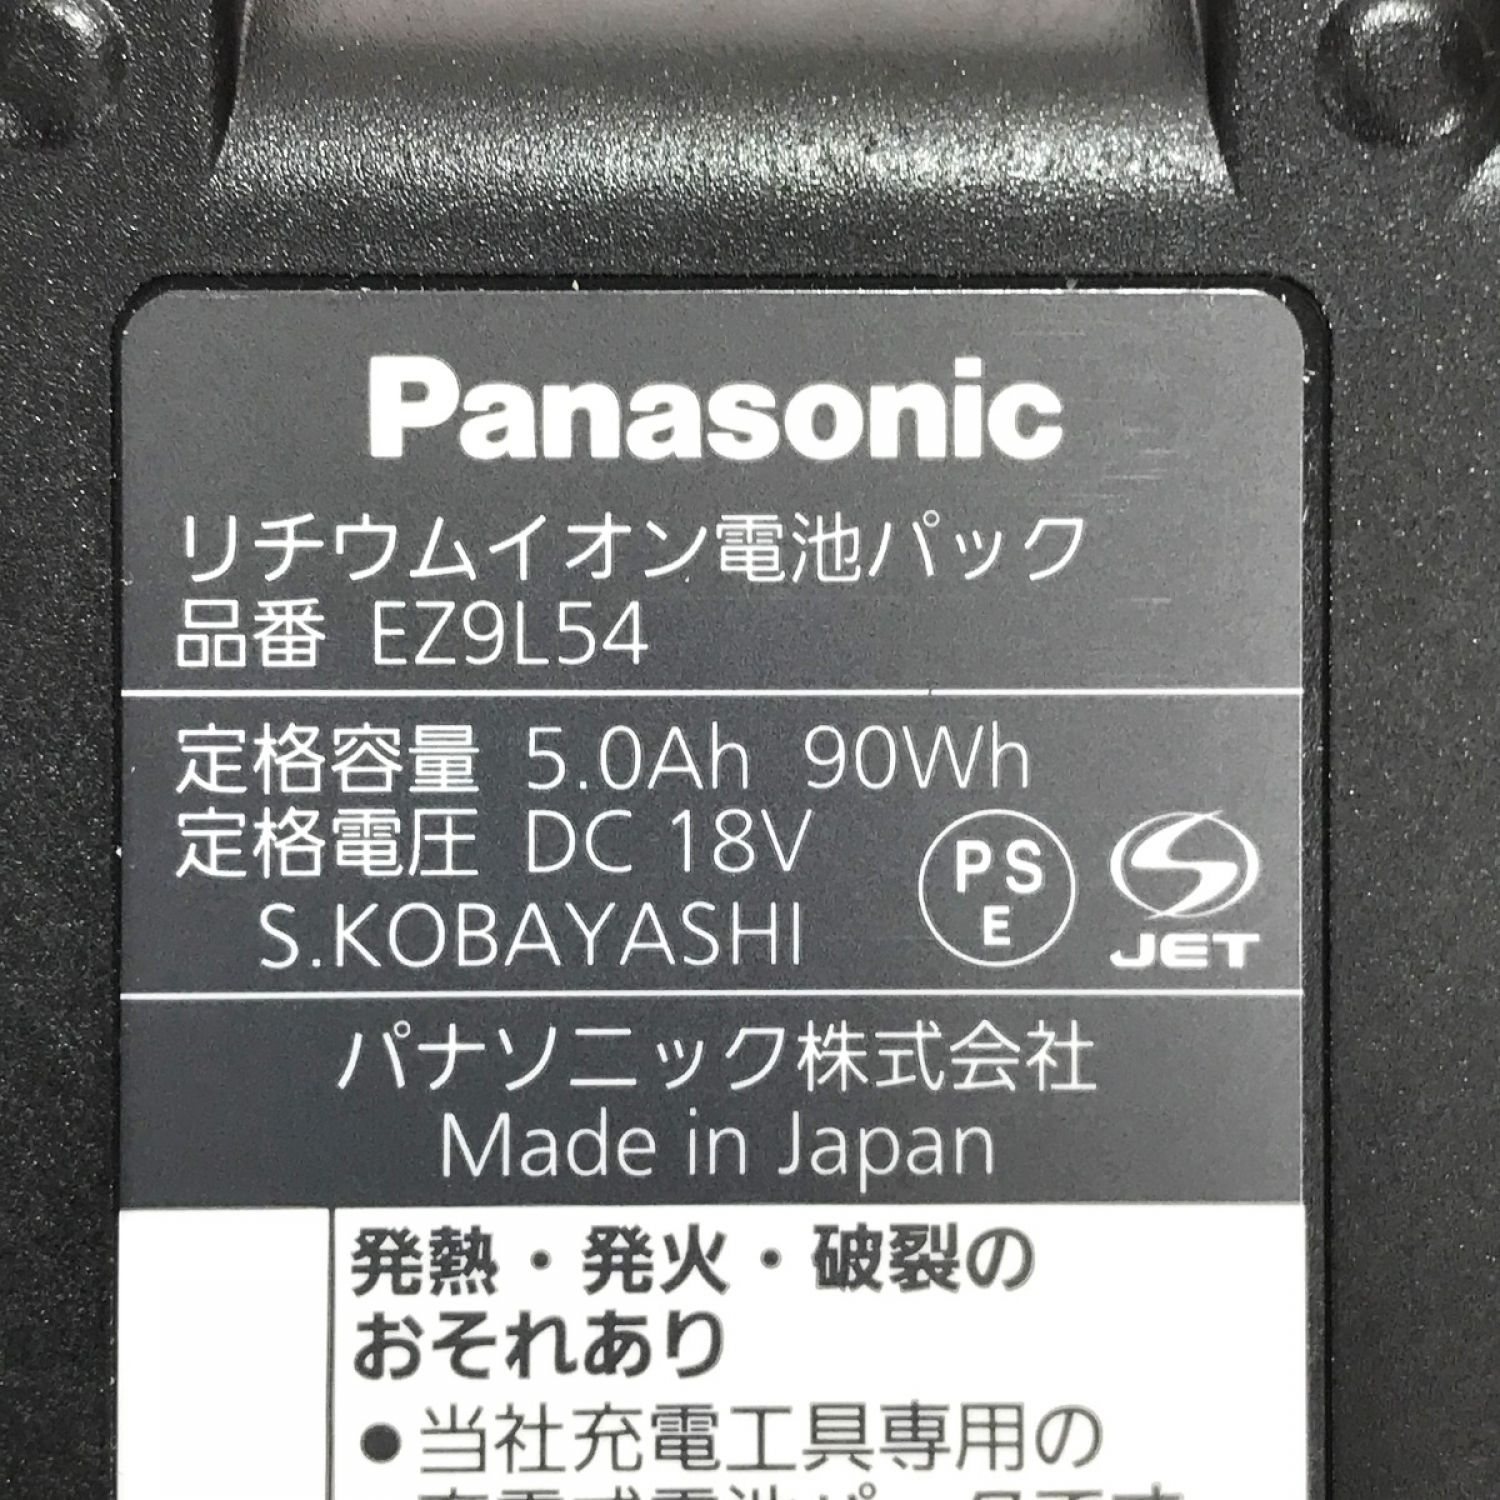 Panasonic
リチウムイオン電池パック
品番 EZ9L54
定格容量 5.0Ah 90Wh
定格電圧 DC 18V
S.KOBAYASHI
PS
E
JET
パナソニック株式会社
Made in Japan
発熱・発火・破裂の
おそれあり
●当社充電工具専用の